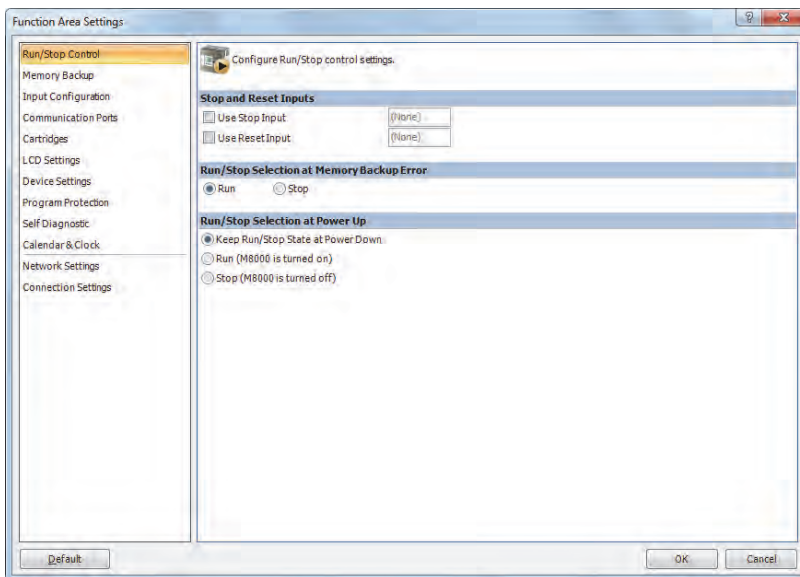 Function Area Settings
?
Run/Stop Control
Memory Backup
Input Configuration
Communication Ports
Cartridges
LCD Settings
Device Settings
Program Protection
Self Diagnostic
Calendar & Clock
Network Settings
Connection Settings
Configure Run/Stop control settings.
Stop and Reset Inputs
Use Stop Input (None)
Use Reset Input (None)
Run/Stop Selection at Memory Backup Error
Run Stop
Run/Stop Selection at Power Up
Keep Run/Stop State at Power Down
Run (M8000 is turned on)
Stop (M8000 is turned off)
Default OK Cancel